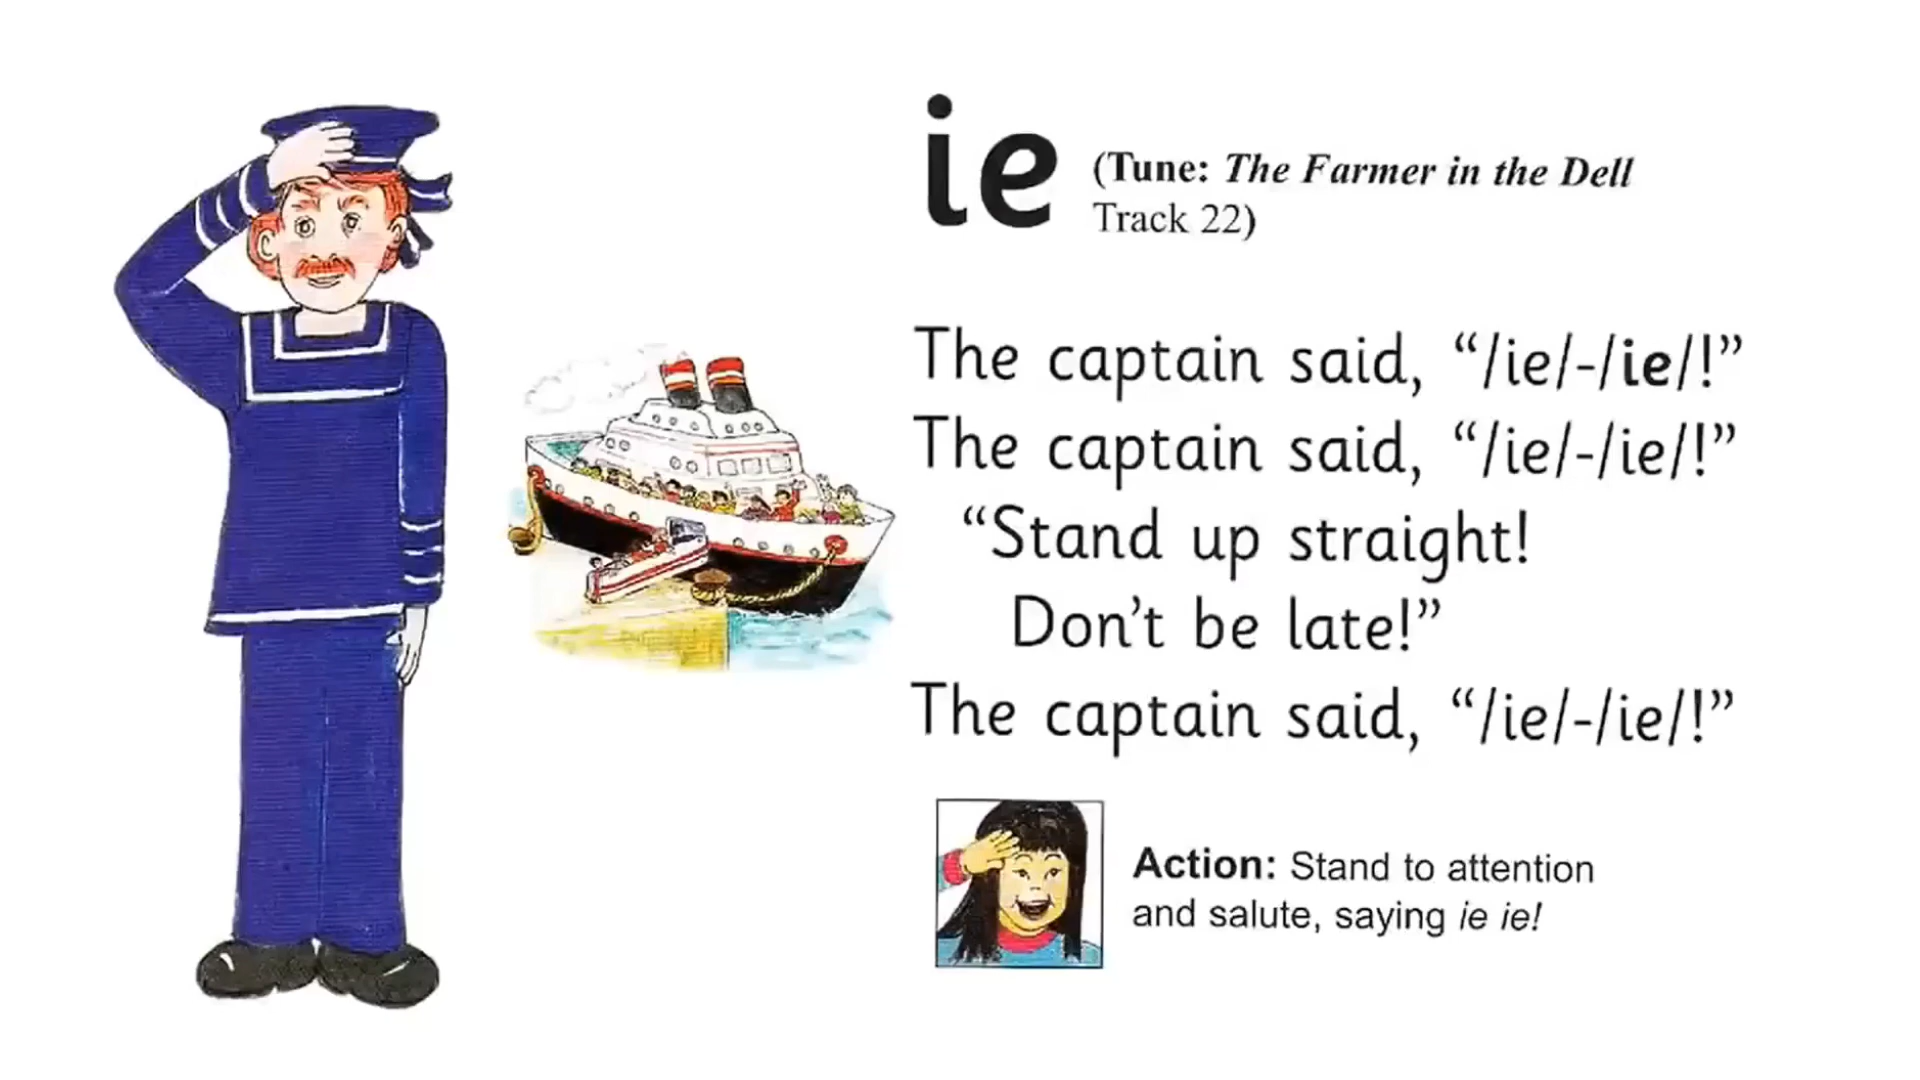 ie
(Tune: The Farmer in the Dell
Track 22)
The captain said, “/ie/-/ie/!”
The captain said, “/ie/-/ie/!”
“Stand up straight!
Don’t be late!”
The captain said, “/ie/-/ie/!”
Action: Stand to attention
and salute, saying ie ie!